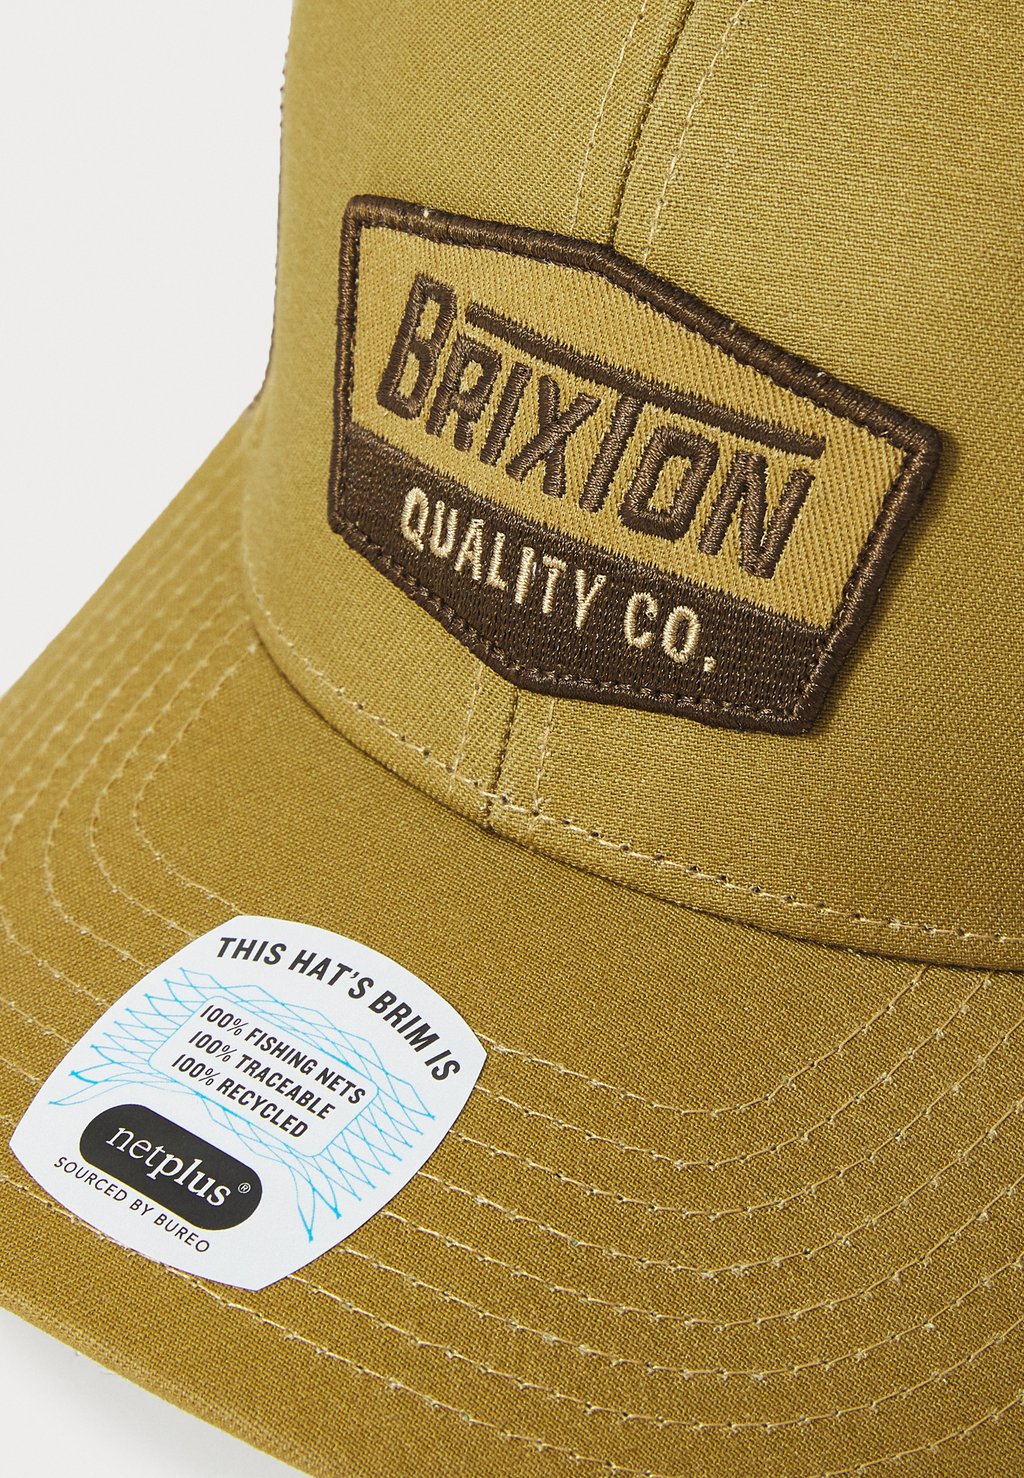 BRIXTON
QUALITY CO.
THIS HAT'S BRIM IS
100% FISHING NETS
100% TRACEABLE
100% RECYCLED
netplus®
SOURCED BY BUREO